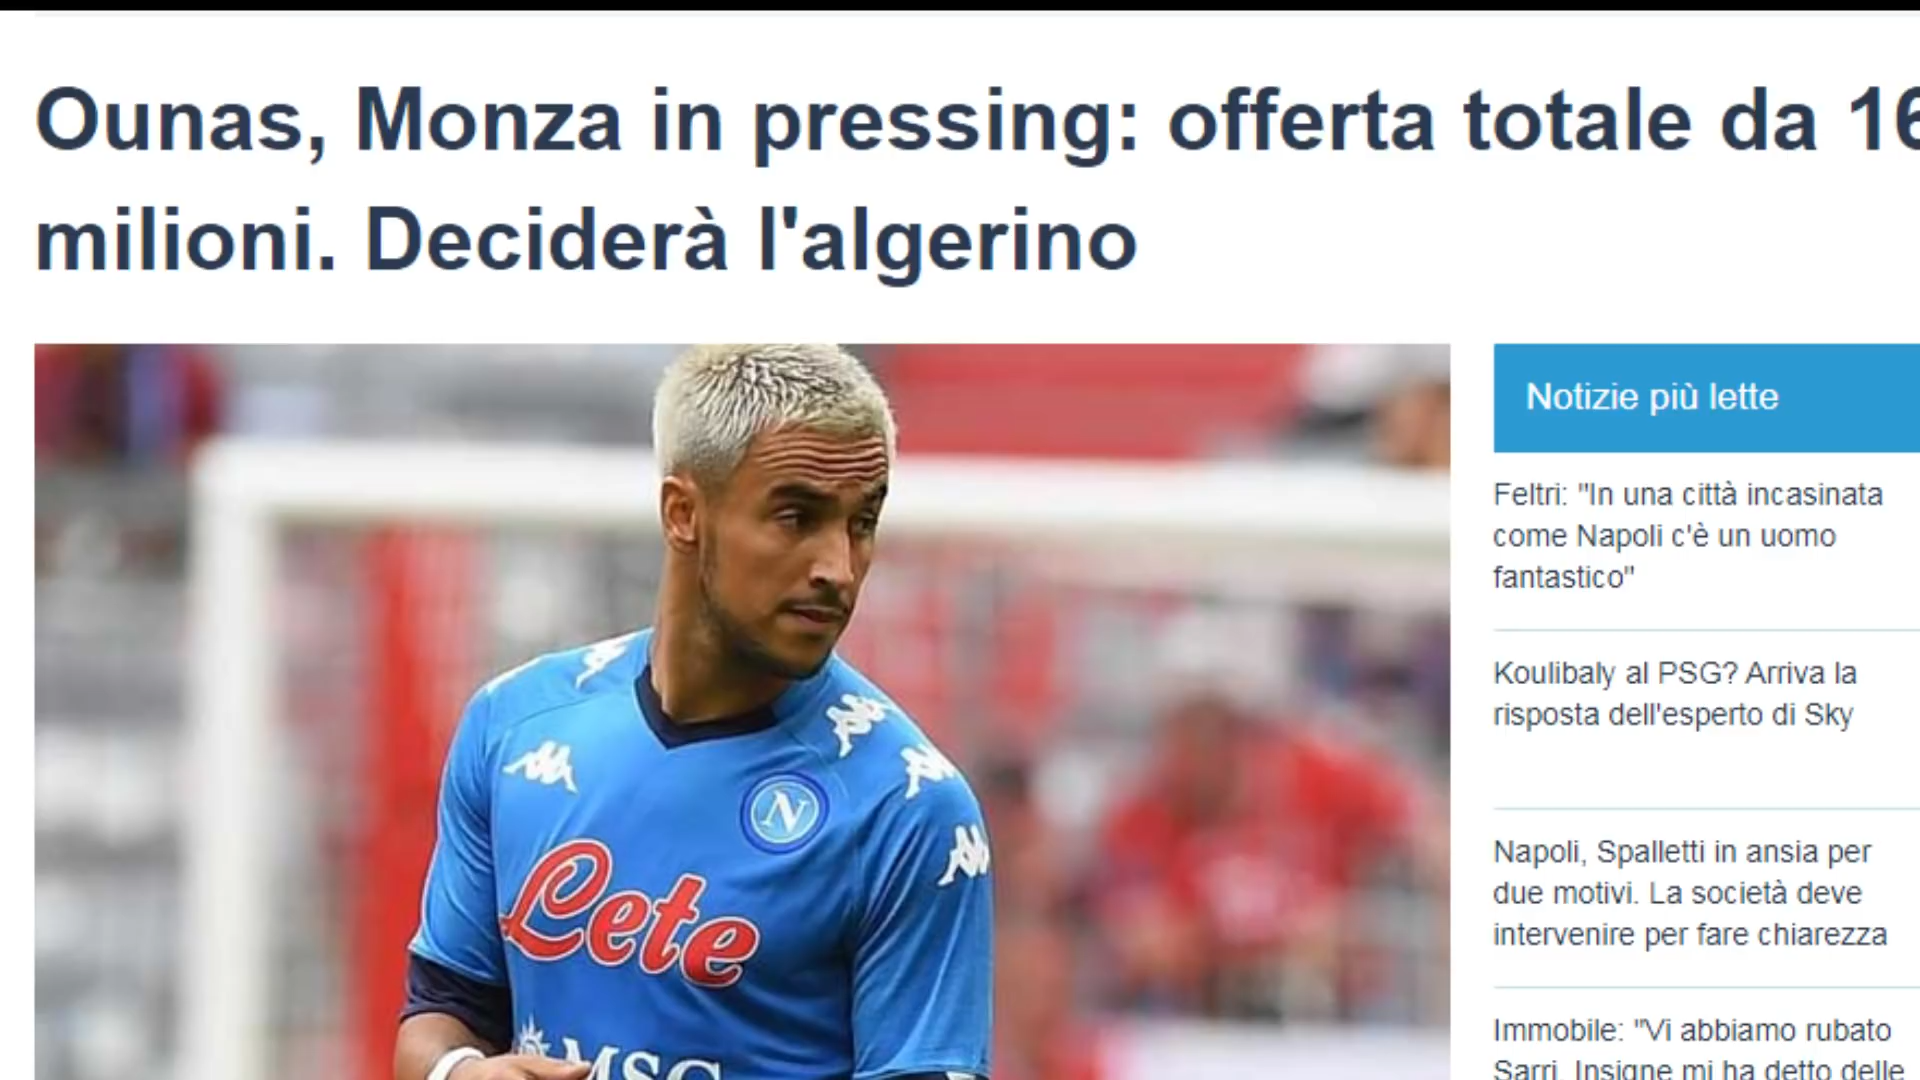 Ounas, Monza in pressing: offerta totale da 16
milioni. Deciderà l'algerino
Notizie più lette
Feltri: "In una città incasinata
come Napoli c'è un uomo
fantastico"
Koulibaly al PSG? Arriva la
risposta dell'esperto di Sky
Napoli, Spalletti in ansia per
due motivi. La società deve
intervenire per fare chiarezza
Immobile: "Vi abbiamo rubato
Sarri. Insigne mi ha detto delle
N
Lete
MSC